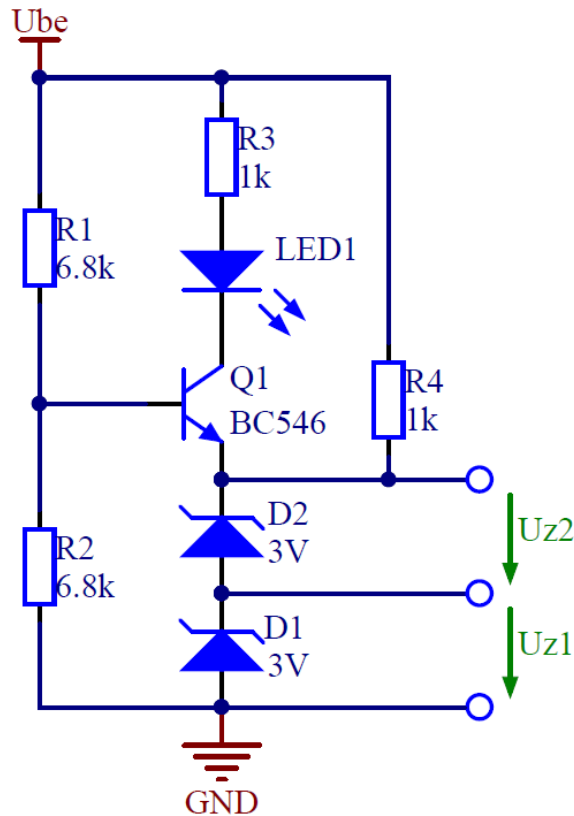 Ube
R3
1k
LED1
R1
6.8k
Q1
BC546
R4
1k
D2
3V
Uz2
R2
6.8k
D1
3V
Uz1
GND